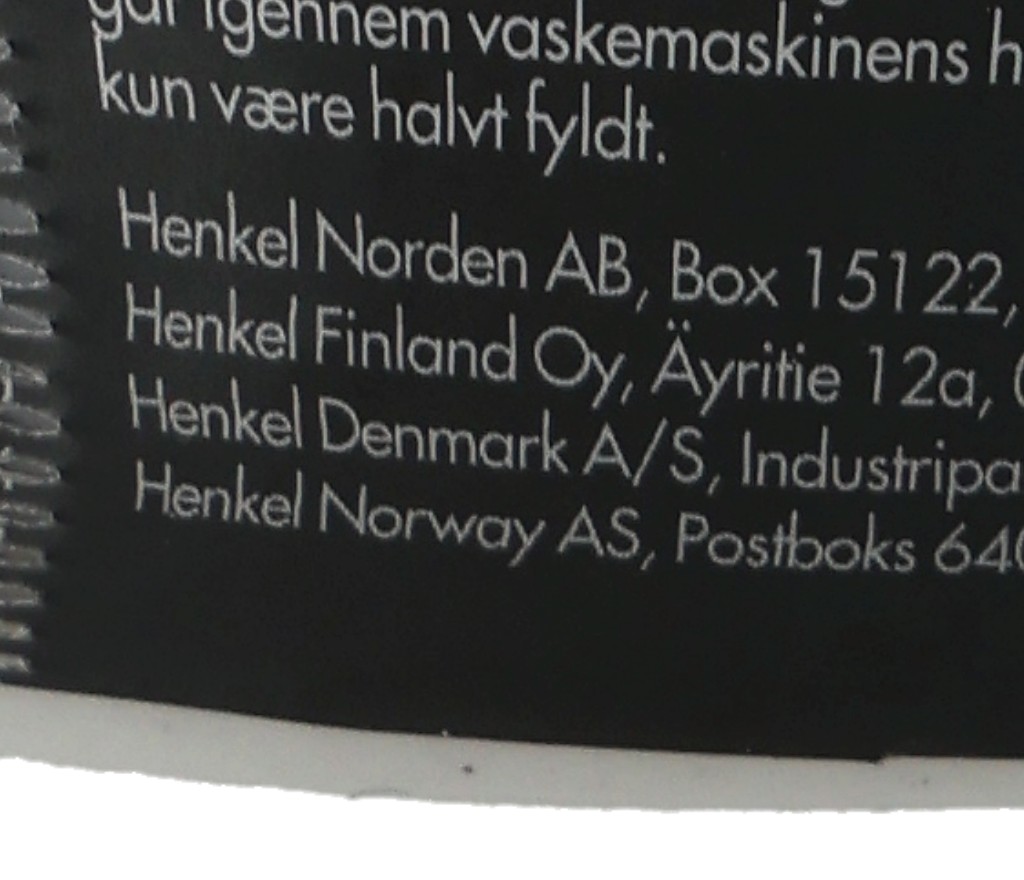 går igennem vaskemaskinens
kun være halvt fyldt.
Henkel Norden AB, Box 15122,
Henkel Finland Oy, Äyritie 12a,
Henkel Denmark A/S,
Henkel Norway AS, Postboks